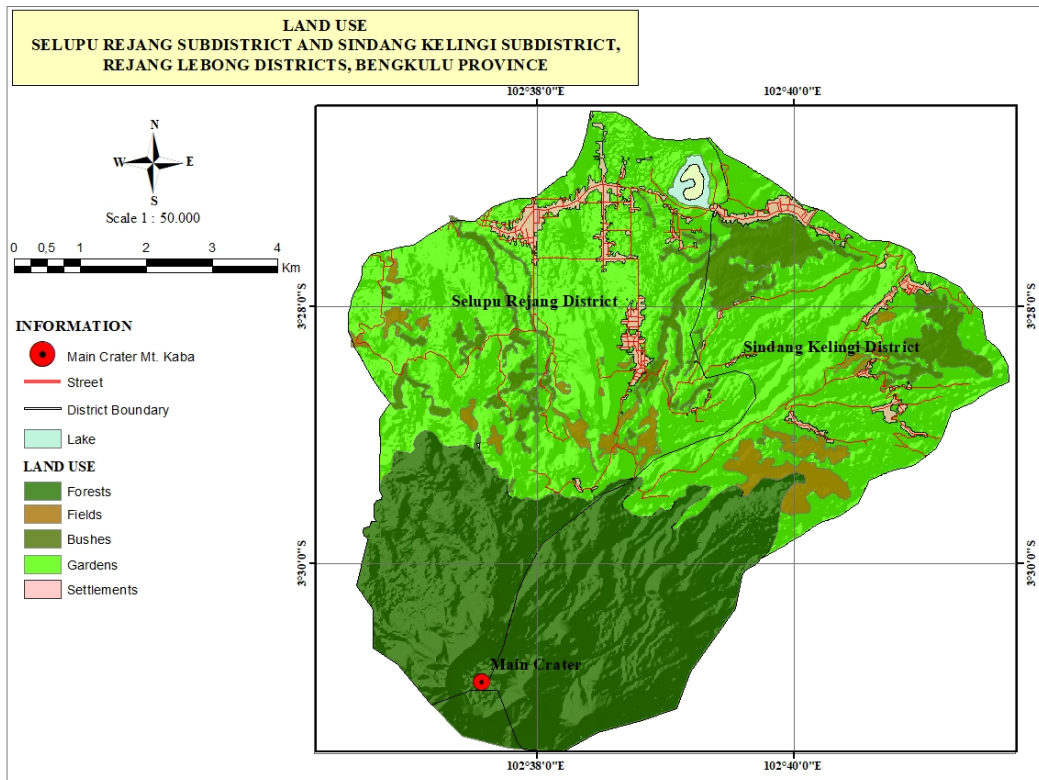 LAND USE
SELUPU REJANG SUBDISTRICT AND SINDANG KELINGI SUBDISTRICT,
REJANG LEBONG DISTRICTS, BENGKULU PROVINCE
N
W E
S
Scale 1 : 50.000
0 0,5 1 2 3 4
Km
INFORMATION
Main Crater Mt. Kaba
Street
District Boundary
Lake
LAND USE
Forests
Fields
Bushes
Gardens
Settlements
102°38'0"E 102°40'0"E
3°28'0"S 3°28'0"S
Selupu Rejang District
Sindang Kelingi District
3°30'0"S 3°30'0"S
Main Crater
102°38'0"E 102°40'0"E